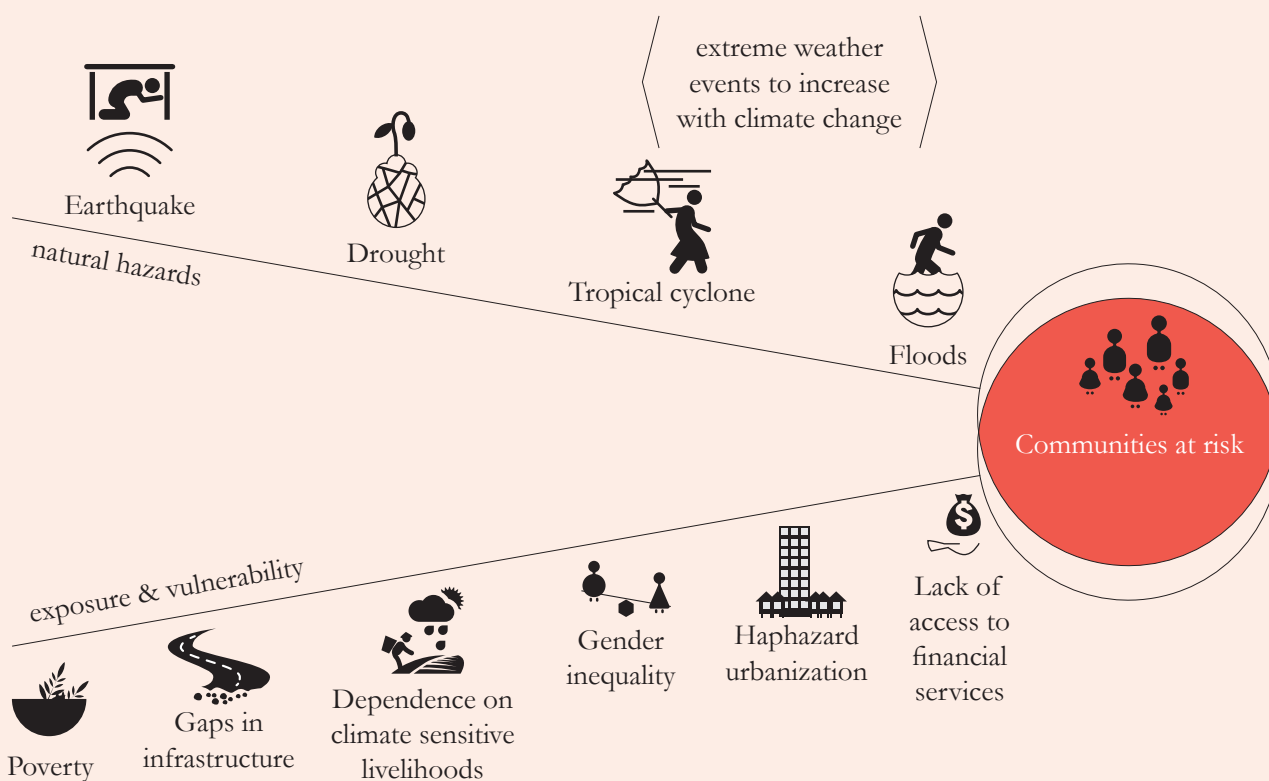 extreme weather
events to increase
with climate change
Earthquake
Drought
Tropical cyclone
Floods
natural hazards
Communities at risk
exposure & vulnerability
Poverty
Gaps in
infrastructure
Dependence on
climate sensitive
livelihoods
Gender
inequality
Haphazard
urbanization
$
Lack of
access to
financial
services